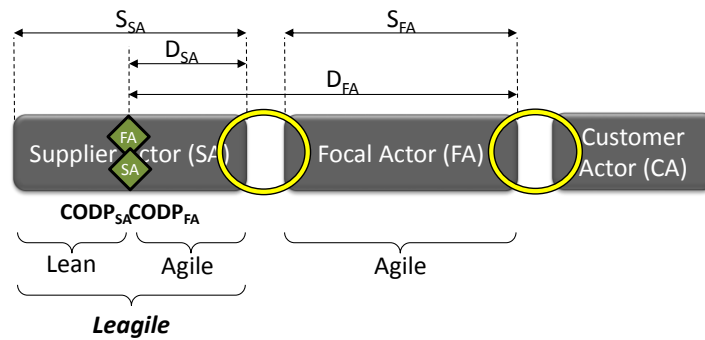 S_SA S_FA
D_SA
D_FA
FA
Supplier Actor (SA) Focal Actor (FA) Customer
Actor (CA)
SA
CODP_SA CODP_FA
Lean Agile Agile
Leagile